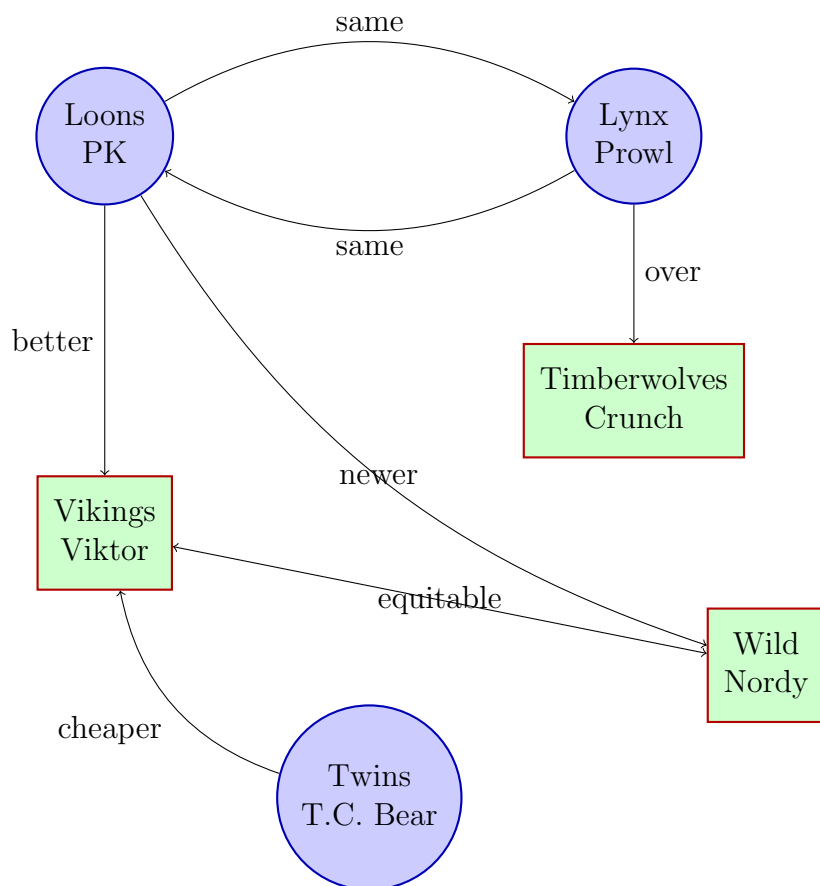 same
Loons
PK
Lynx
Prowl
same
over
better
Timberwolves
Crunch
newer
Vikings
Viktor
equitable
Wild
Nordy
cheaper
Twins
T.C. Bear